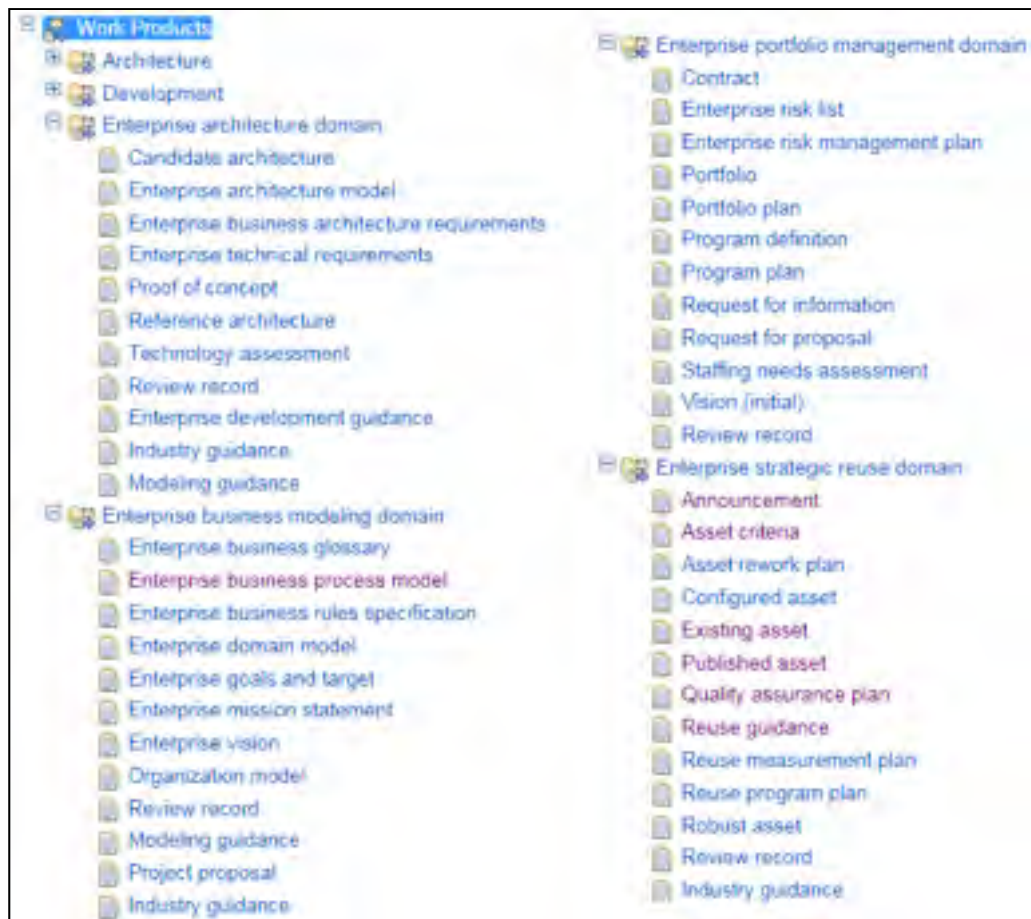 Work Products
Architecture
Development
Enterprise architecture domain
Candidate architecture
Enterprise architecture model
Enterprise business architecture requirements
Enterprise technical requirements
Proof of concept
Reference architecture
Technology assessment
Review record
Enterprise development guidance
Industry guidance
Modeling guidance
Enterprise business modeling domain
Enterprise business glossary
Enterprise business process model
Enterprise business rules specification
Enterprise domain model
Enterprise goals and target
Enterprise mission statement
Enterprise vision
Organization model
Review record
Modeling guidance
Project proposal
Industry guidance
Enterprise portfolio management domain
Contract
Enterprise risk list
Enterprise risk management plan
Portfolio
Portfolio plan
Program definition
Program plan
Request for information
Request for proposal
Staffing needs assessment
Vision (initial)
Review record
Enterprise strategic reuse domain
Announcement
Asset criteria
Asset rework plan
Configured asset
Existing asset
Published asset
Quality assurance plan
Reuse guidance
Reuse measurement plan
Reuse program plan
Robust asset
Review record
Industry guidance